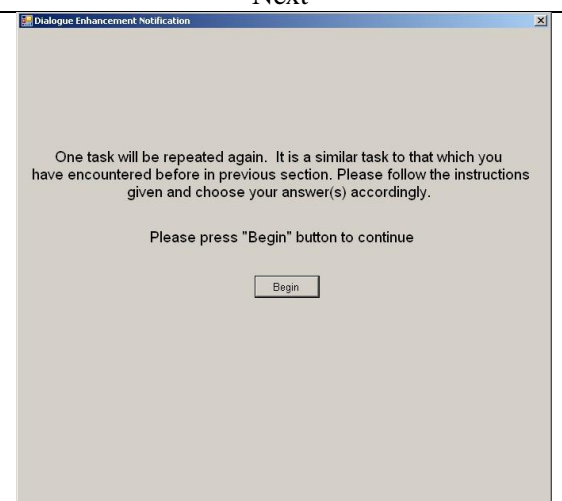 Next
Dialogue Enhancement Notification
One task will be repeated again. It is a similar task to that which you
have encountered before in previous section. Please follow the instructions
given and choose your answer(s) accordingly.
Please press "Begin" button to continue
Begin